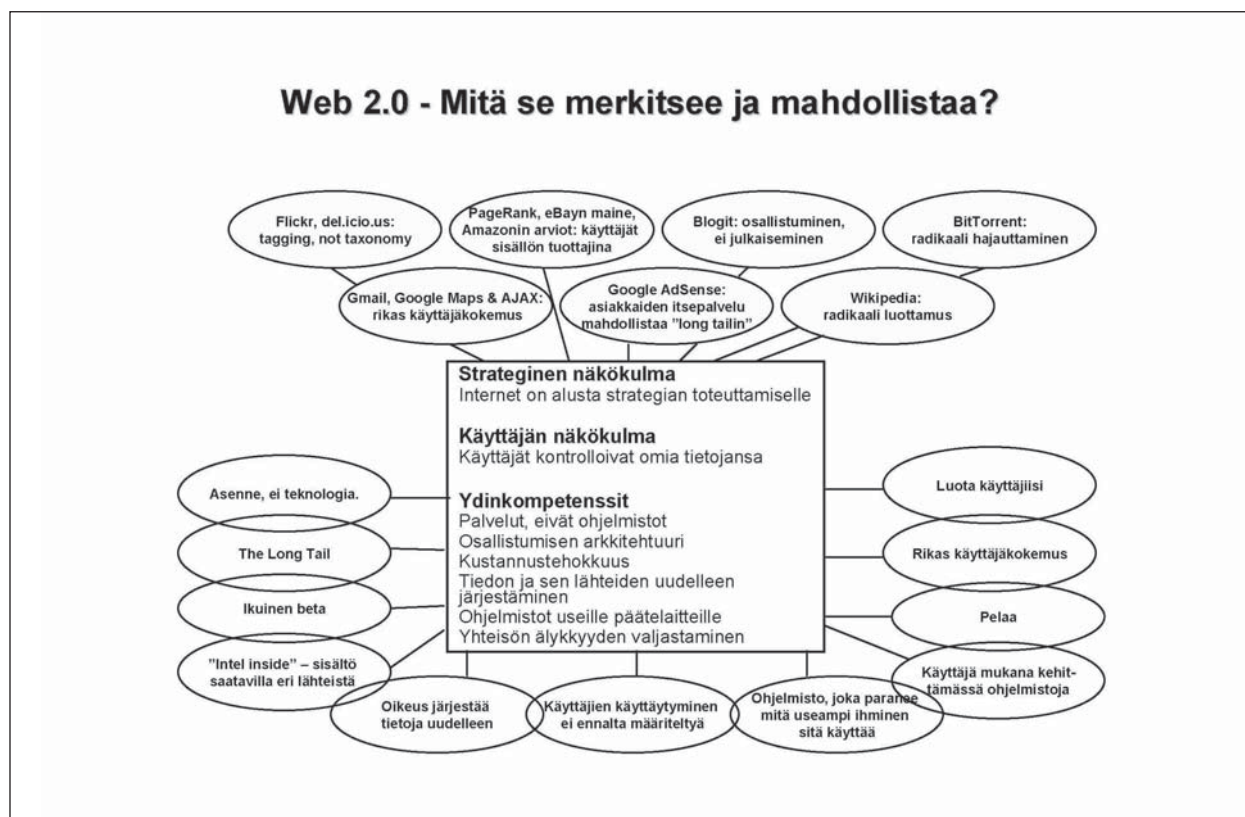 Web 2.0 - Mitä se merkitsee ja mahdollistaa?
Flickr, del.icio.us:
tagging, not taxonomy
PageRank, eBayn maine,
Amazonin arviot: käyttäjät
sisällön tuottajina
Blogit: osallistuminen,
ei julkaiseminen
BitTorrent:
radikaali hajauttaminen
Gmail, Google Maps & AJAX:
rikas käyttäjäkokemus
Google AdSense:
asiakkaiden itsepalvelu
mahdollistaa ”long tailin”
Wikipedia:
radikaali luottamus
Strateginen näkökulma
Internet on alusta strategian toteuttamiselle
Käyttäjän näkökulma
Käyttäjät kontrolloivat omia tietojansa
Ydinkompetenssit
Palvelut, eivät ohjelmistot
Osallistumisen arkkitehtuuri
Kustannustehokkuus
Tiedon ja sen lähteiden uudelleen
järjestäminen
Ohjelmistot useille päätelaitteille
Yhteisön älykkyyden valjastaminen
Asenne, ei teknologia.
The Long Tail
Ikuinen beta
”Intel inside” – sisältö
saatavilla eri lähteistä
Luota käyttäjiisi
Rikas käyttäjäkokemus
Pelaa
Käyttäjä mukana kehit-
tämässä ohjelmistoja
Oikeus järjestää
tietoja uudelleen
Käyttäjien käyttäytyminen
ei ennalta määriteltyä
Ohjelmisto, joka paranee
mitä useampi ihminen
sitä käyttää